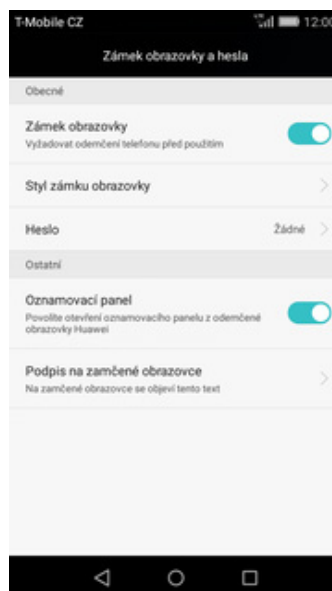 T-Mobile CZ 12:00
Zámek obrazovky a hesla
Obecné
Zámek obrazovky
Vyžadovat odemčení telefonu před použitím
Styl zámku obrazovky
Heslo Žádné
Ostatní
Oznamovací panel
Povolite otevření oznamovacího panelu z odemčené
obrazovky Huawei
Podpis na zamčené obrazovce
Na zamčené obrazovce se objeví tento text